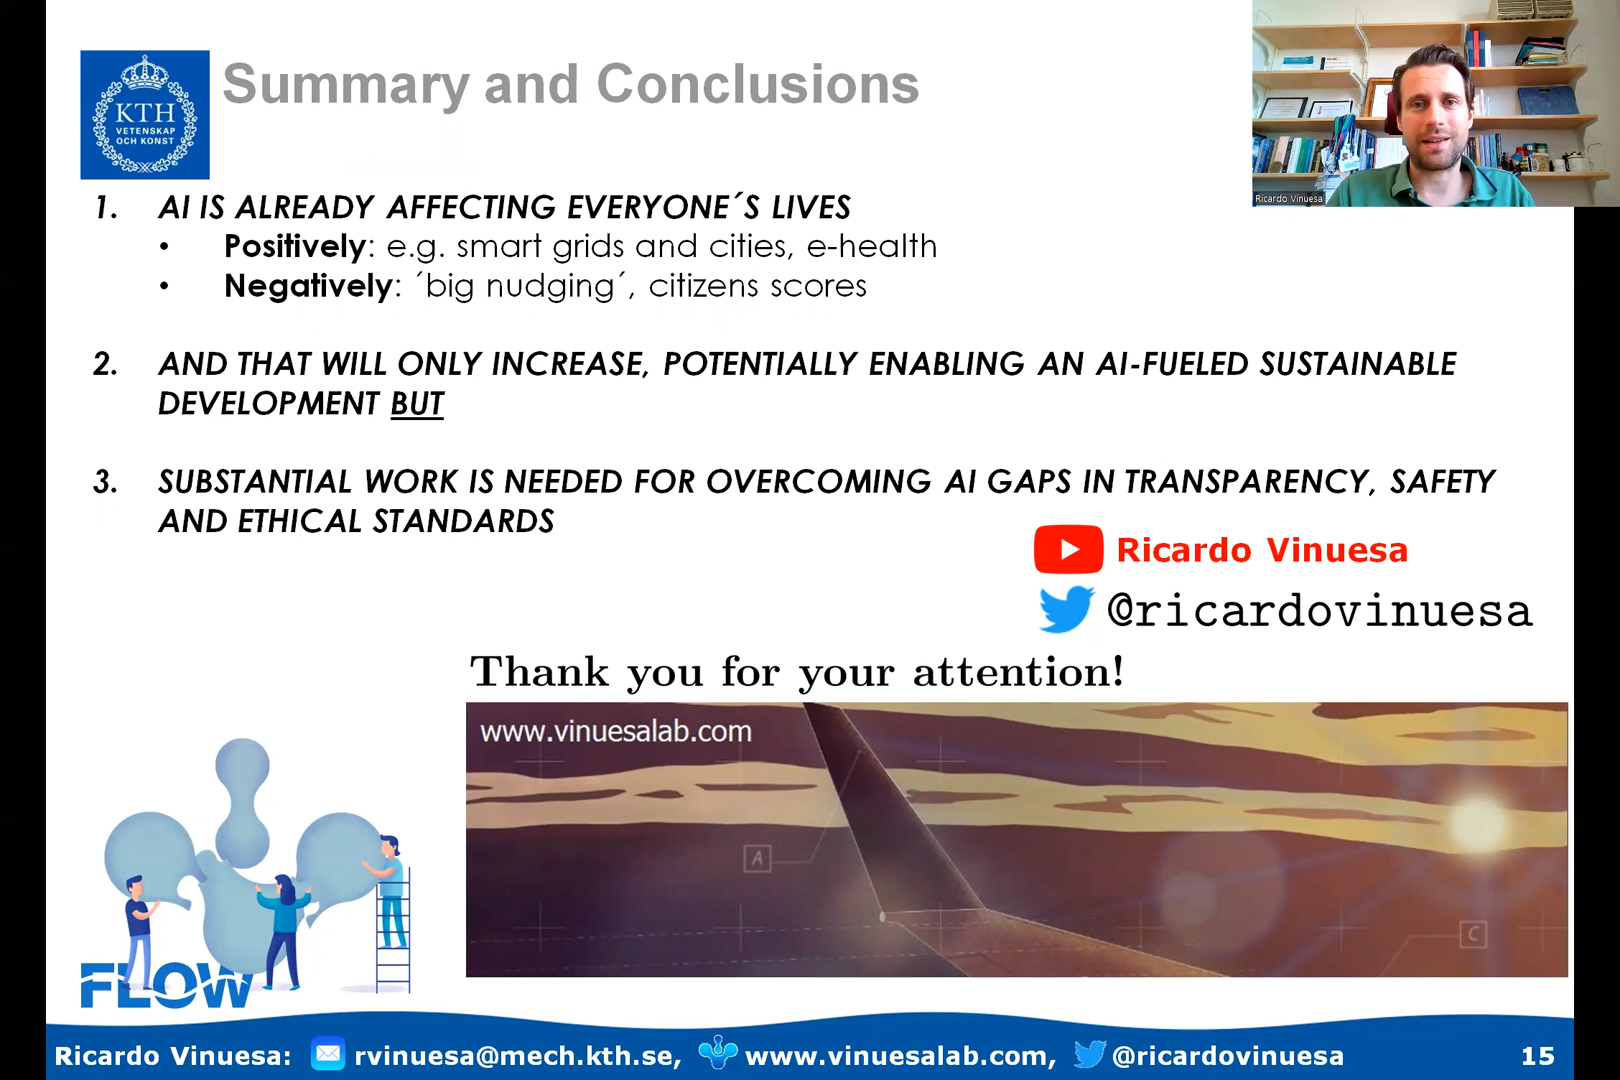 KTH
VETENSKAP
OCH KONST
Summary and Conclusions
Ricardo Vinuesa
1. AI IS ALREADY AFFECTING EVERYONE´S LIVES
• Positively: e.g. smart grids and cities, e-health
• Negatively: ´big nudging´, citizens scores
2. AND THAT WILL ONLY INCREASE, POTENTIALLY ENABLING AN AI-FUELED SUSTAINABLE
DEVELOPMENT BUT
3. SUBSTANTIAL WORK IS NEEDED FOR OVERCOMING AI GAPS IN TRANSPARENCY, SAFETY
AND ETHICAL STANDARDS
Ricardo Vinuesa
@ricardovinuesa
Thank you for your attention!
www.vinuesalab.com
A
C
FLOW
Ricardo Vinuesa: rvinuesa@mech.kth.se, www.vinuesalab.com, @ricardovinuesa 15